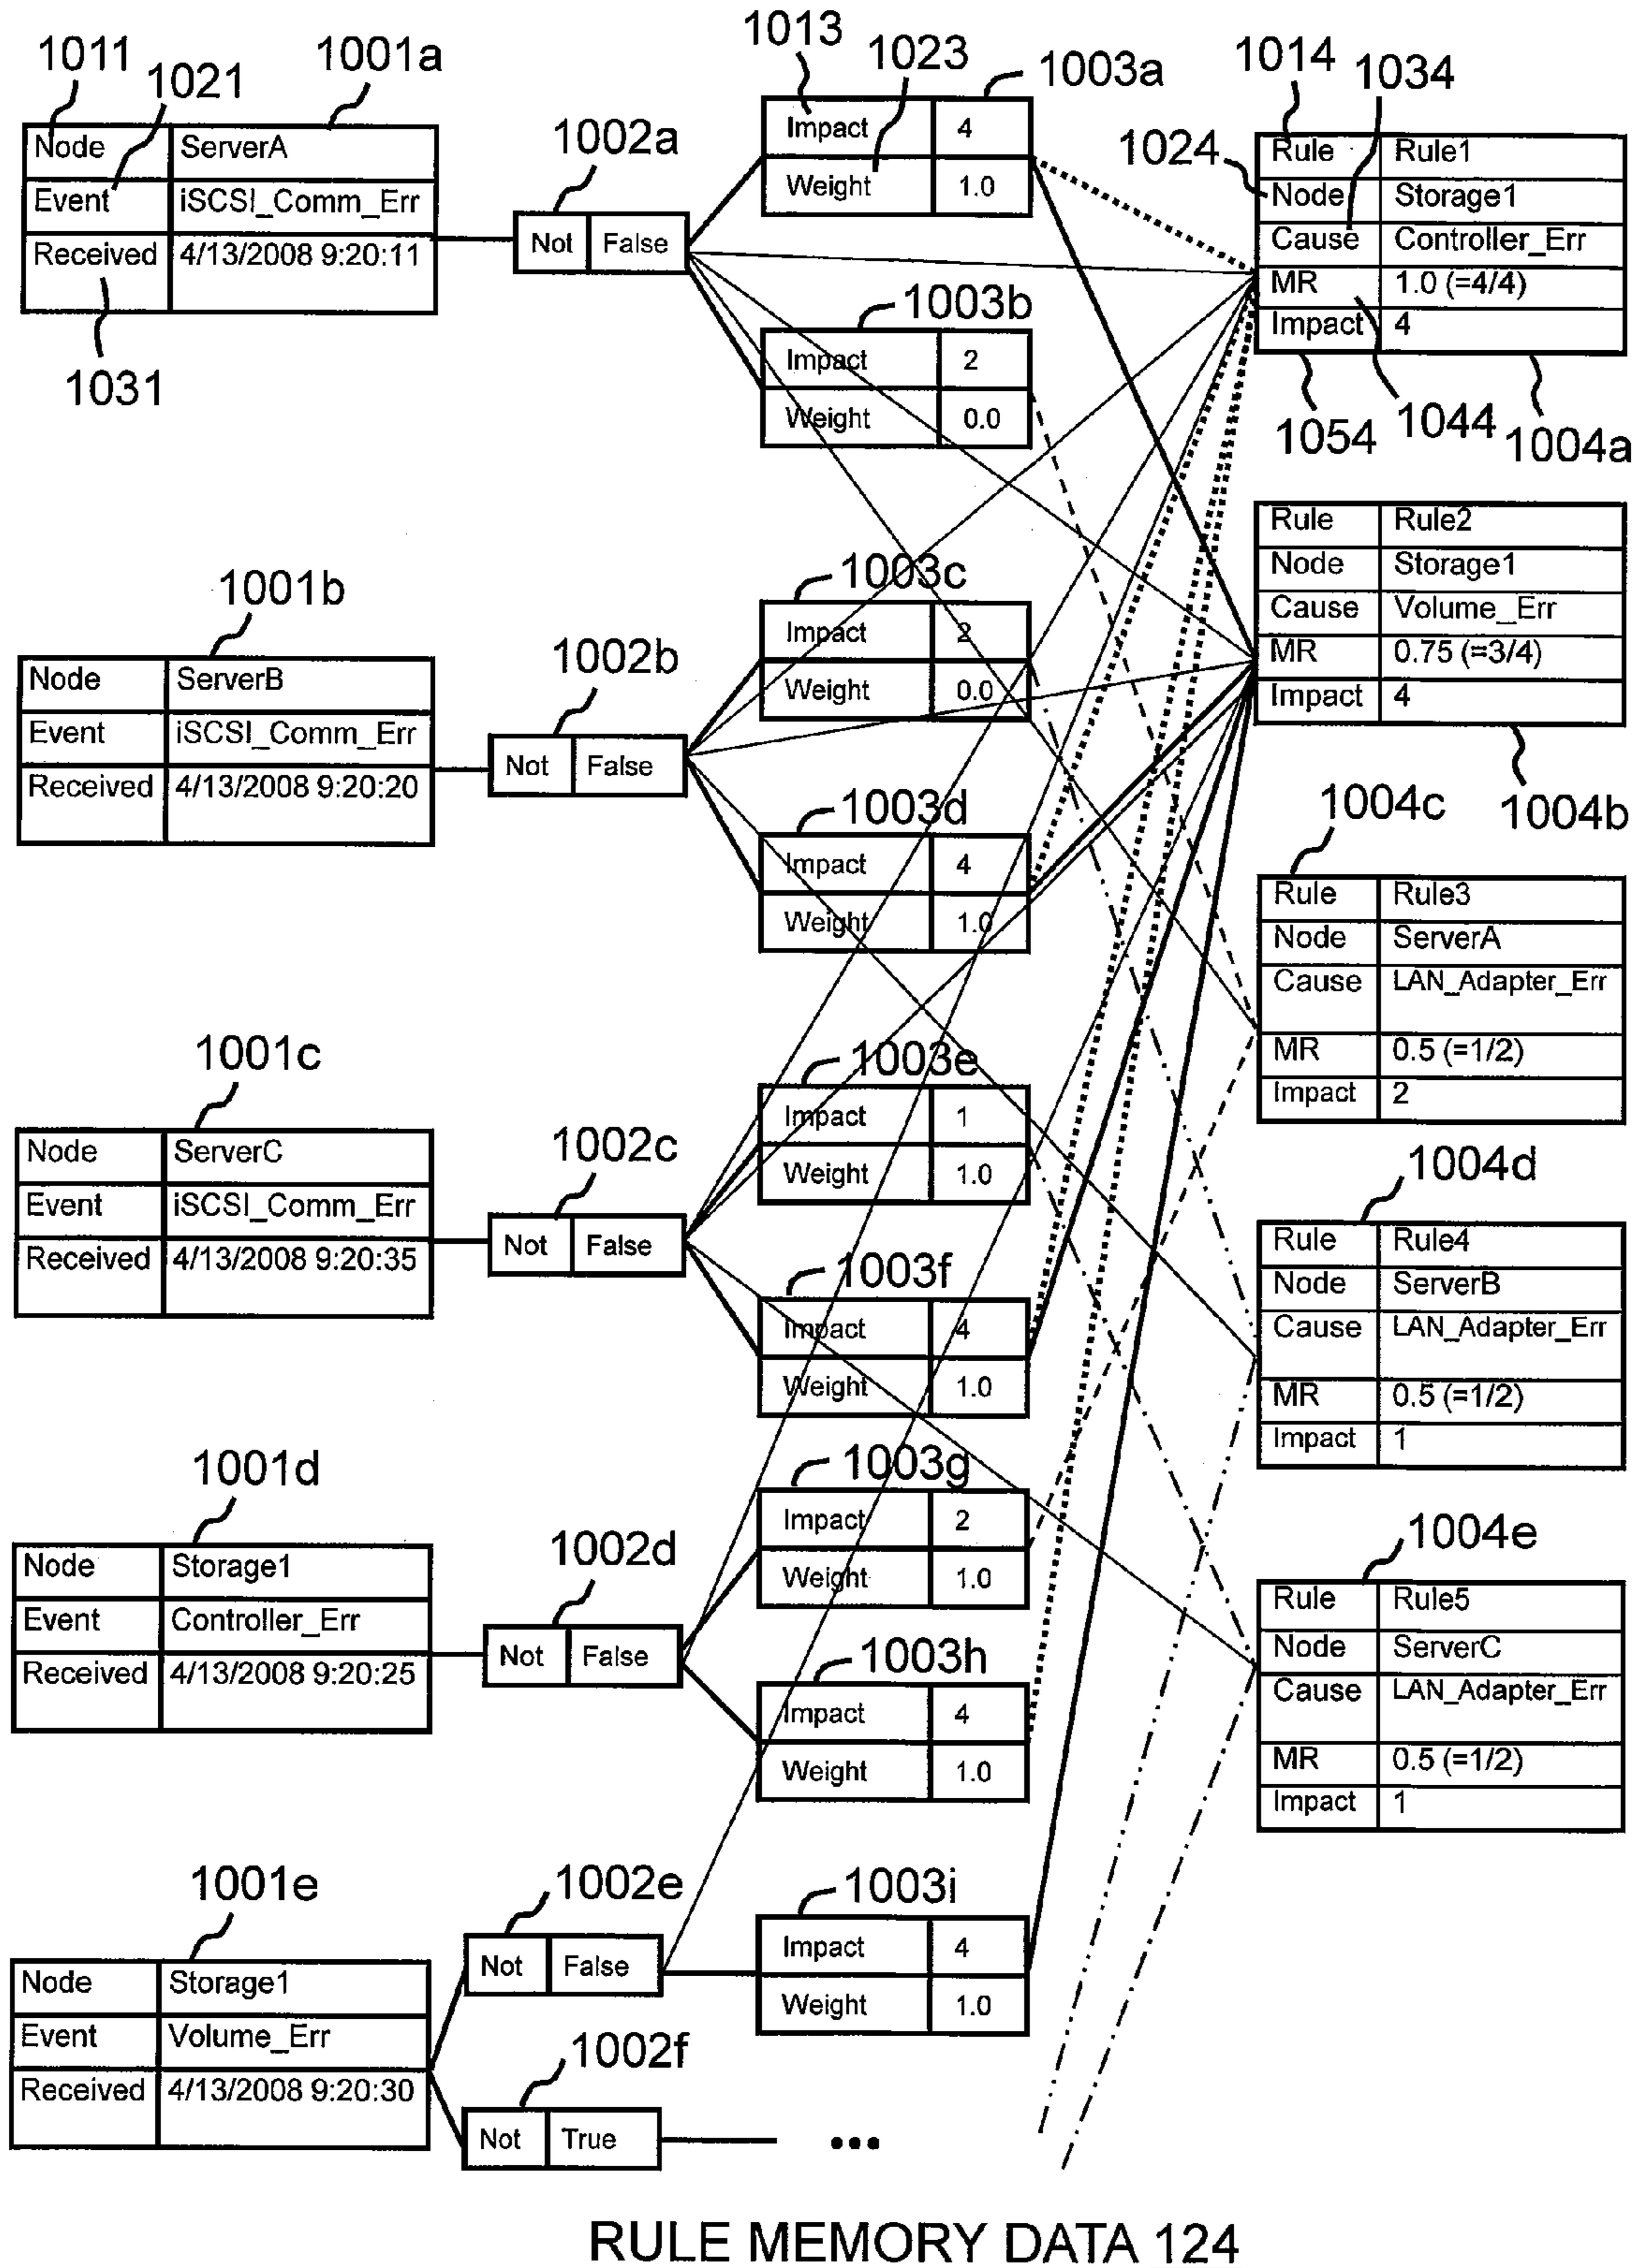 1011
1021
1001a
Node ServerA
Event iSCSI_Comm_Err
Received 4/13/2008 9:20:11
1031
1002a
Not False
1013
1023
1003a
Impact 4
Weight 1.0
1003b
Impact 2
Weight 0.0
1014
1034
1024
Rule Rule1
Node Storage1
Cause Controller_Err
MR 1.0 (=4/4)
Impact 4
1054
1044
1004a
1001b
Node ServerB
Event iSCSI_Comm_Err
Received 4/13/2008 9:20:20
1002b
Not False
1003c
Impact 2
Weight 0.0
1003d
Impact 4
Weight 1.0
Rule Rule2
Node Storage1
Cause Volume_Err
MR 0.75 (=3/4)
Impact 4
1004b
1004c
Rule Rule3
Node ServerA
Cause LAN_Adapter_Err
MR 0.5 (=1/2)
Impact 2
1001c
Node ServerC
Event iSCSI_Comm_Err
Received 4/13/2008 9:20:35
1002c
Not False
1003e
Impact 1
Weight 1.0
1003f
Impact 4
Weight 1.0
1004d
Rule Rule4
Node ServerB
Cause LAN_Adapter_Err
MR 0.5 (=1/2)
Impact 1
1001d
Node Storage1
Event Controller_Err
Received 4/13/2008 9:20:25
1002d
Not False
1003g
Impact 2
Weight 1.0
1003h
Impact 4
Weight 1.0
1004e
Rule Rule5
Node ServerC
Cause LAN_Adapter_Err
MR 0.5 (=1/2)
Impact 1
1001e
Node Storage1
Event Volume_Err
Received 4/13/2008 9:20:30
1002e
Not False
1003i
Impact 4
Weight 1.0
1002f
Not True
•••
RULE MEMORY DATA 124